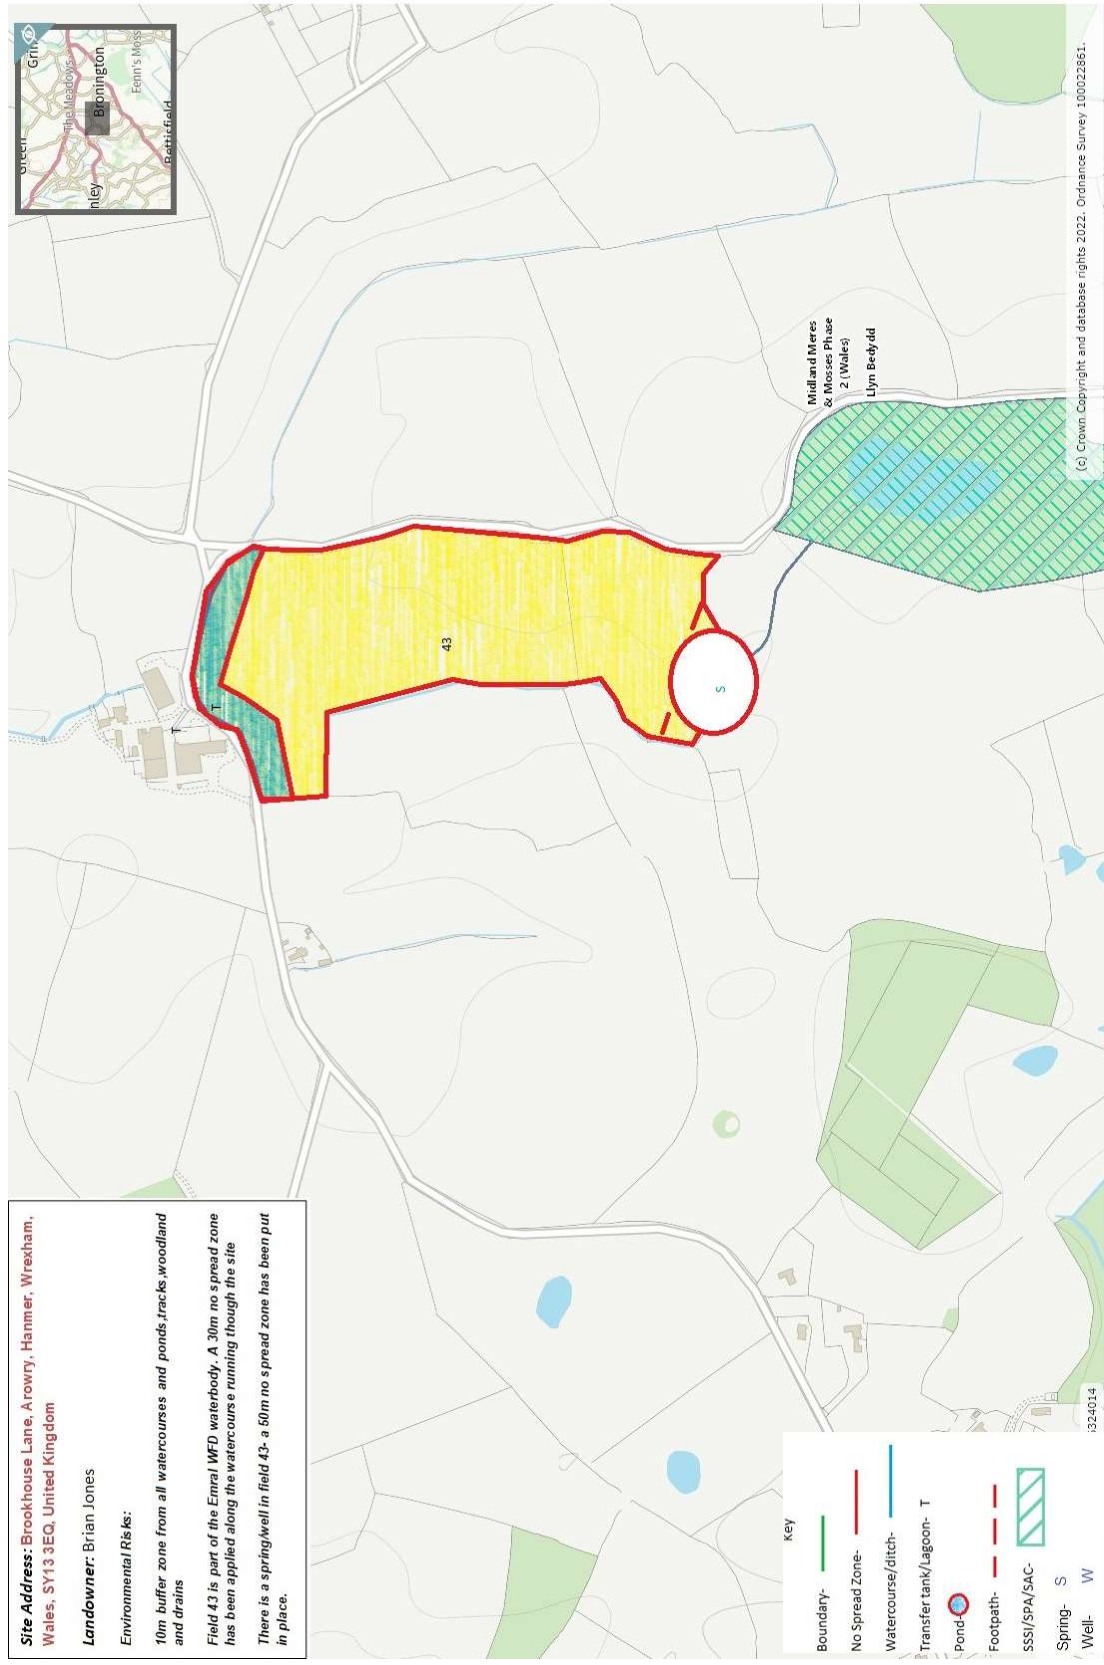 Site Address: Brookhouse Lane, Arowry, Hanmer, Wrexham,
Wales, SY13 3EQ, United Kingdom
Landowner: Brian Jones
Environmental Risks:
10m buffer zone from all watercourses and ponds,tracks,woodland
and drains
Field 43 is part of the Emral WFD waterbody. A 30m no spread zone
has been applied along the watercourse running though the site
There is a spring/well in field 43- a 50m no spread zone has been put
in place.
Key
Boundary-
No Spread Zone-
Watercourse/ditch-
Transfer tank/Lagoon- T
Pond-
Footpath-
SSSI/SPA/SAC-
Spring- S
Well- W
T
T
43
S
Midland Meres
& Mosses Phase
2 (Wales)
Llyn Bedydd
The Meadows
Bronington
Fenn's Moss
Bettisfield
nley
(c) Crown Copyright and database rights 2022. Ordnance Survey 100022861.